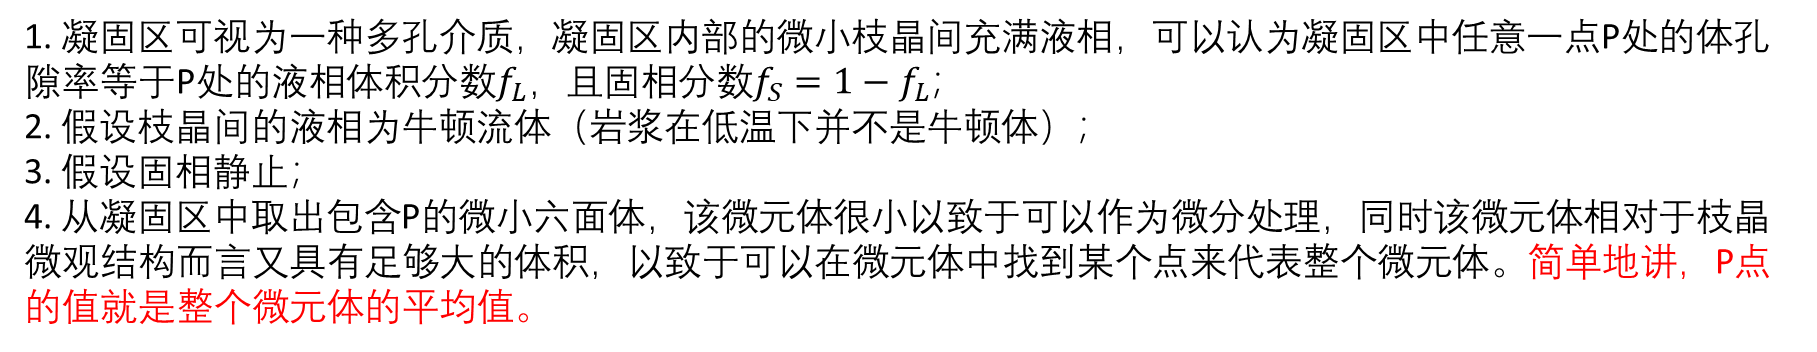 1. 凝固区可视为一种多孔介质，凝固区内部的微小枝晶间充满液相，可以认为凝固区中任意一点P处的体孔
隙率等于P处的液相体积分数f_L，且固相分数f_S = 1 − f_L;
2. 假设枝晶间的液相为牛顿流体（岩浆在低温下并不是牛顿体）；
3. 假设固相静止；
4. 从凝固区中取出包含P的微小六面体，该微元体很小以致于可以作为微分处理，同时该微元体相对于枝晶
微观结构而言又具有足够大的体积，以致于可以在微元体中找到某个点来代表整个微元体。简单地讲，P点
的值就是整个微元体的平均值。